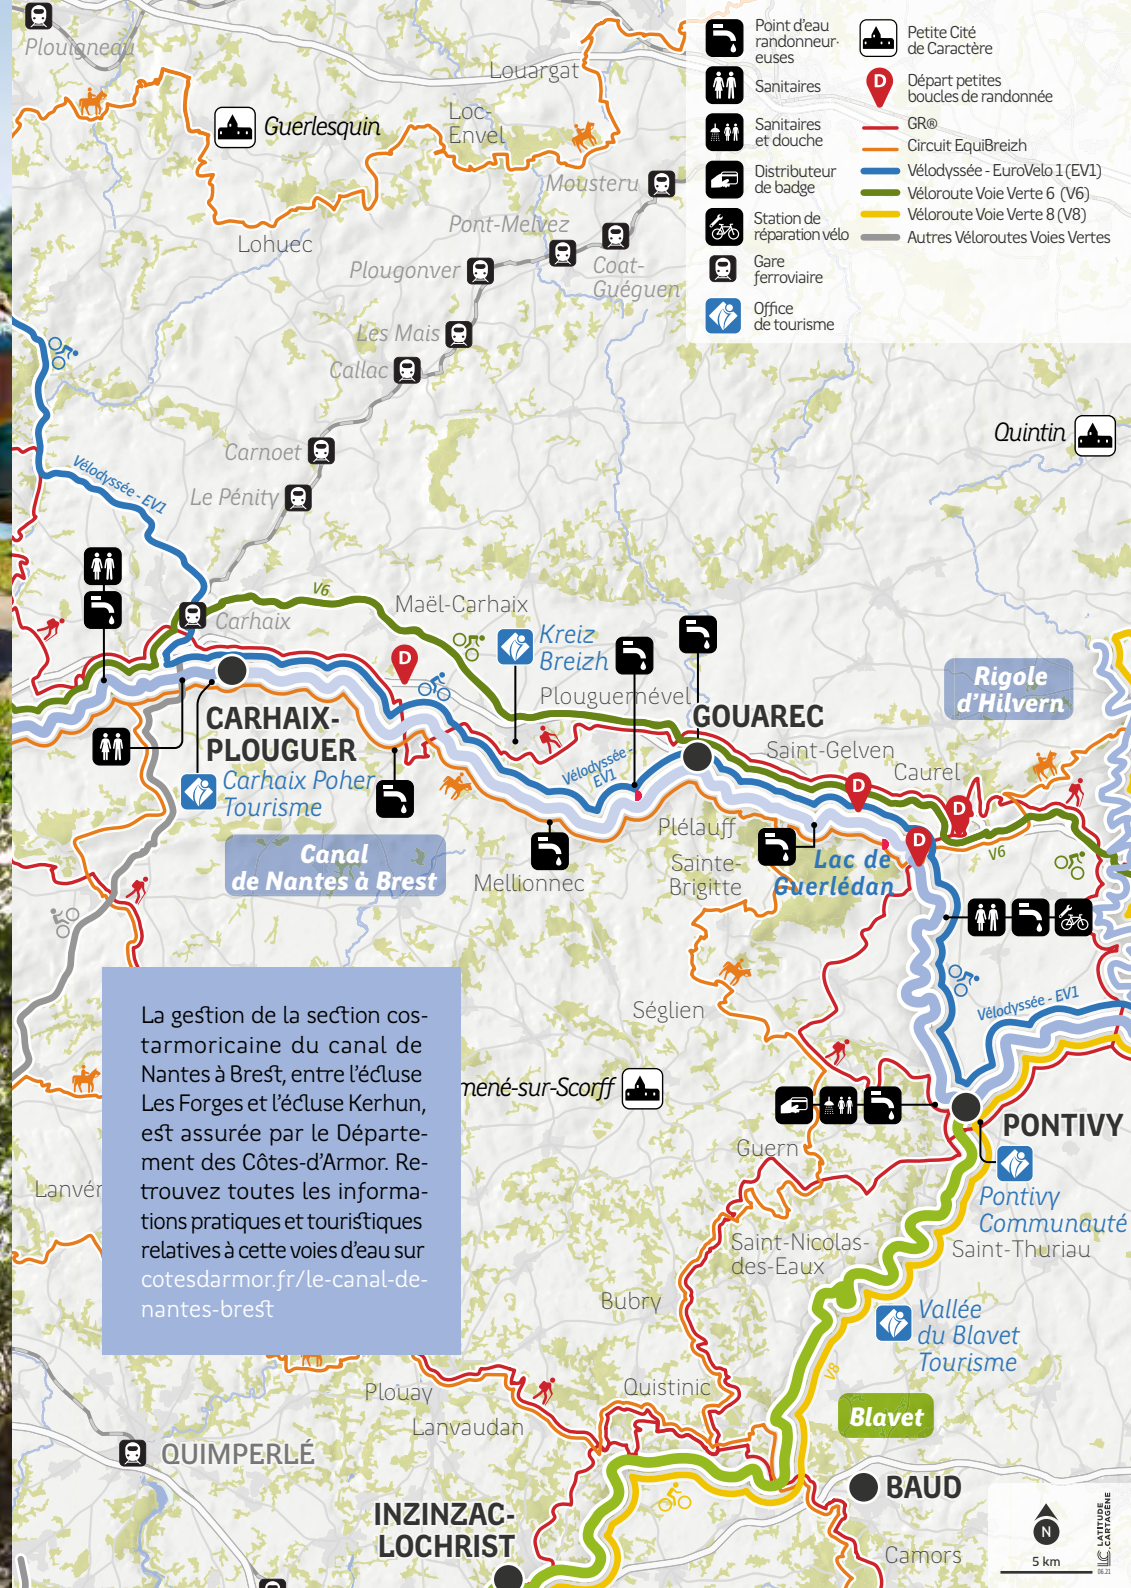 Plouigneau
Louargat
Guerlesquin
Loc-
Envel
Mousteru
Pont-Melvez
Lohuec
Plougonver
Coat-
Guéguen
Les Mais
Callac
Carnoet
Le Pénity
Quintin
Point d'eau
randonneur·
euses
Sanitaires
Sanitaires
et douche
Distributeur
de badge
Station de
réparation vélo
Gare
ferroviaire
Office
de tourisme
Petite Cité
de Caractère
D
Départ petites
boucles de randonnée
GR®
Circuit EquiBreizh
Vélodyssée - EuroVelo 1 (EV1)
Véloroute Voie Verte 6 (V6)
Véloroute Voie Verte 8 (V8)
Autres Véloroutes Voies Vertes
Vélodyssée - EV1
V6
Carhaix
Maël-Carhaix
Kreiz
Breizh
D
Plouguernével
GOUAREC
Rigole
d'Hilvern
CARHAIX-
PLOUGUER
Carhaix Poher
Tourisme
Vélodyssée -
EV1
Saint-Gelven
Caurel
D
D
D
V6
Canal
de Nantes à Brest
Mellionnec
Plélauff
Sainte-
Brigitte
Lac de
Guerlédan
Séglien
Vélodyssée - EV1
La gestion de la section cos-
tarmoricaine du canal de
Nantes à Brest, entre l'écluse
Les Forges et l'écluse Kerhun,
est assurée par le Départe-
ment des Côtes-d'Armor. Re-
trouvez toutes les informa-
tions pratiques et touristiques
relatives à cette voies d'eau sur
cotesdarmor.fr/le-canal-de-
nantes-brest
mené-sur-Scorff
PONTIVY
Guern
Lanvér
Pontivy
Communauté
Saint-Thuriau
Saint-Nicolas-
des-Eaux
Bubry
Vallée
du Blavet
Tourisme
V8
Plouay
Quistinic
Lanvaudan
Blavet
QUIMPERLÉ
BAUD
INZINZAC-
LOCHRIST
Camors
N
5 km
LATITUDE
CARTAGÈNE
06.21